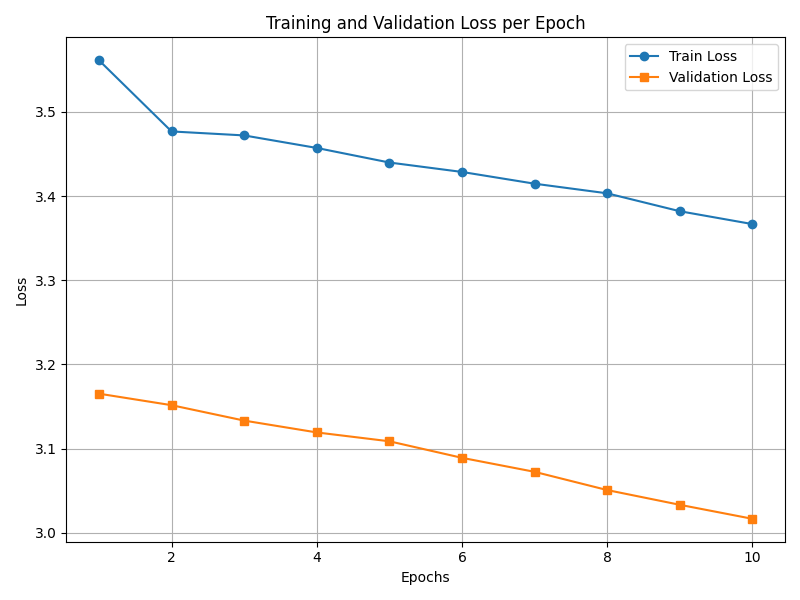 Training and Validation Loss per Epoch
Train Loss
Validation Loss
3.5
3.4
3.3
3.2
3.1
3.0
Loss
2 4 6 8 10
Epochs